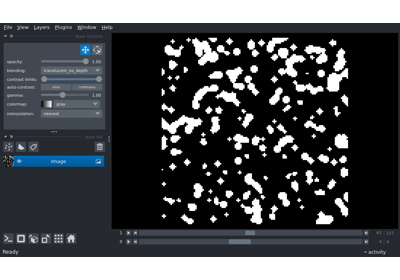 File View Layers Plugins Window Help
opacity: 1.00
blending: translucent_no_depth
contrast limits:
auto-contrast: once continuous
gamma: 1.00
colormap: gray
interpolation: nearest
Image
1
0
Ready
activity